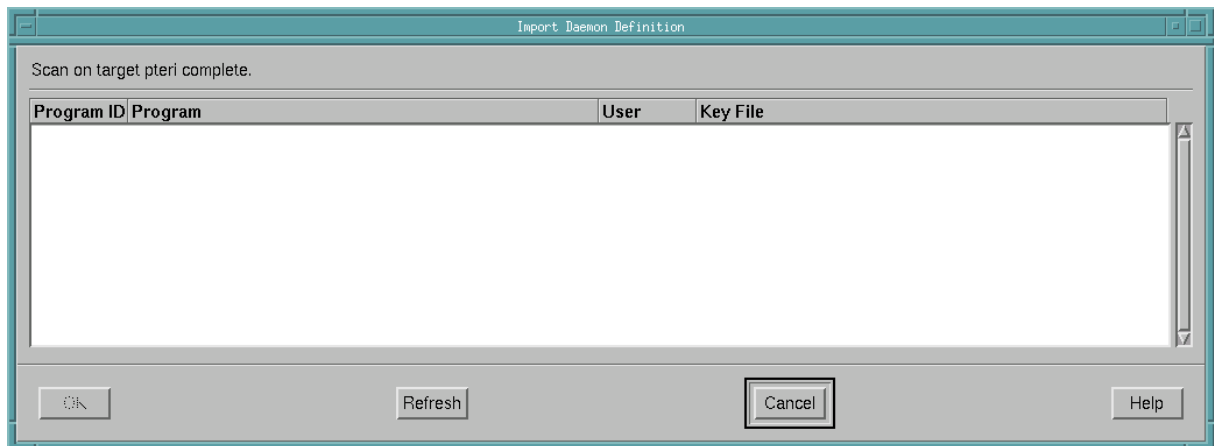 Import Daemon Definition
Scan on target pteri complete.
Program ID Program User Key File
OK Refresh Cancel Help